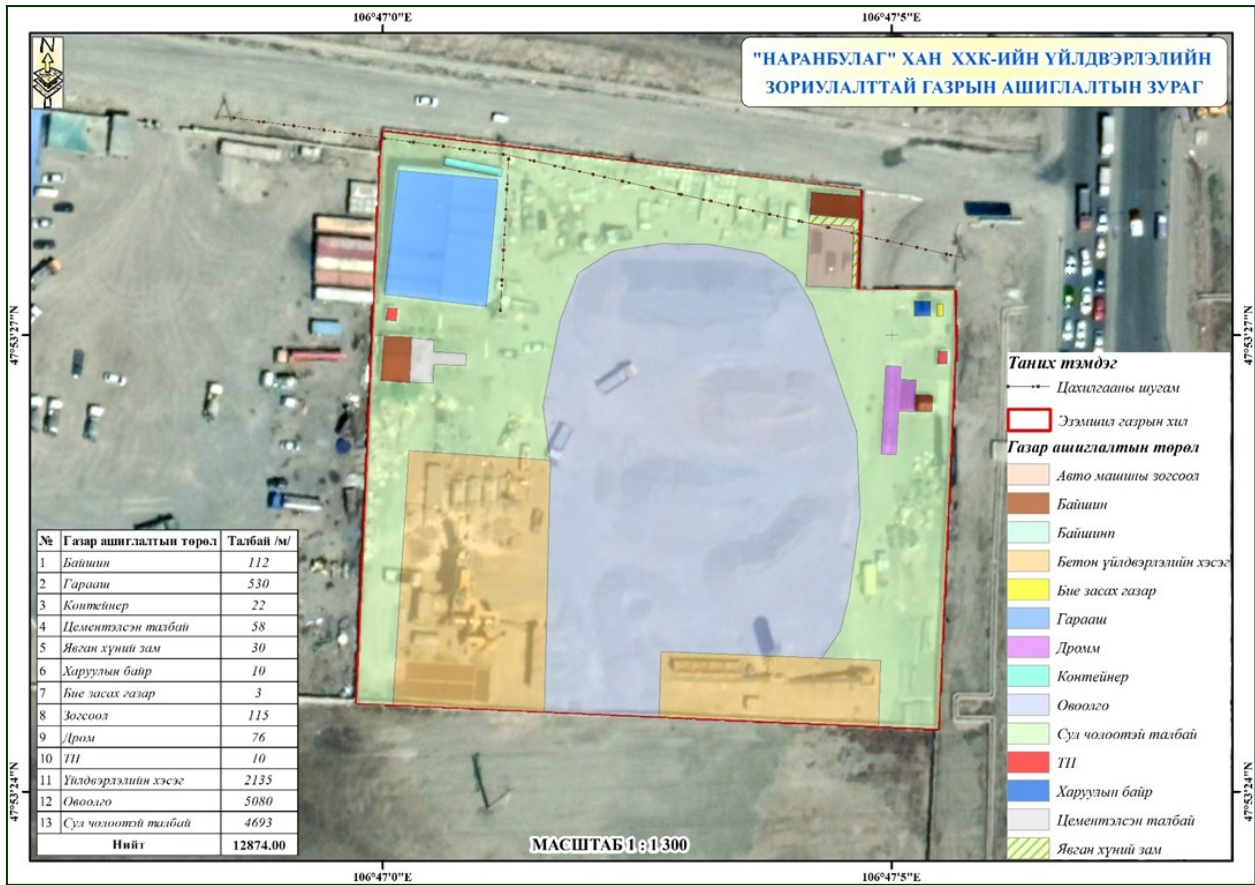 106°47'0"E
106°47'5"E
N
"НАРАНБУЛАГ" ХАН ХХК-ИЙН ҮЙЛДВЭРЛЭЛИЙН
ЗОРИУЛАЛТТАЙ ГАЗРЫН АШИГЛАЛТЫН ЗУРАГ
47°53'27"N
47°53'27"N
Таних тэмдэг
Цахилгааны шугам
Эзэмшил газрын хил
Газар ашиглалтын төрөл
Авто машины зогсоол
Байшин
Байшинп
Бетон үйлдвэрлэлийн хэсэг
Бие засах газар
Гарааш
Дромм
Контейнер
Овоолго
Сул чөлөөтэй талбай
ТП
Харуулын байр
Цементэлсэн талбай
Явган хүний зам
№ Газар ашиглалтын төрөл Талбай /м/
1 Байшин 112
2 Гарааш 530
3 Контейнер 22
4 Цементэлсэн талбай 58
5 Явган хүний зам 30
6 Харуулын байр 10
7 Бие засах газар 3
8 Зогсоол 115
9 Дром 76
10 ТП 10
11 Үйлдвэрлэлийн хэсэг 2135
12 Овоолго 5080
13 Сул чөлөөтэй талбай 4693
Нийт 12874.00
47°53'24"N
47°53'24"N
МАСШТАБ 1 : 1 300
106°47'0"E
106°47'5"E